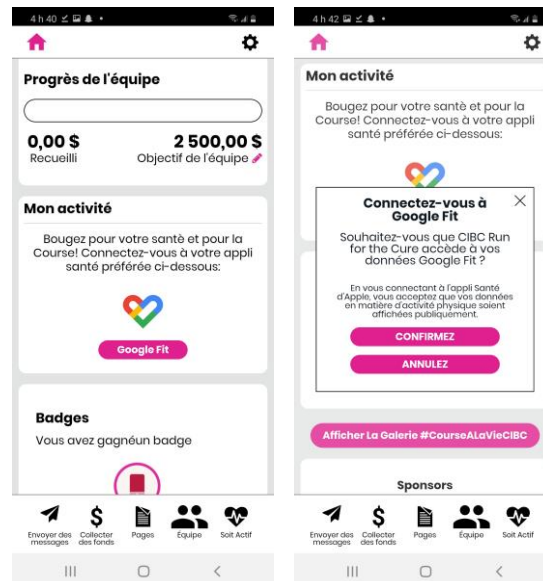 4 h 40
Progrès de l'équipe
0,00 $
2 500,00 $
Recueilli
Objectif de l'équipe
Mon activité
Bougez pour votre santè et pour la
Course! Connectez-vous à votre appli
santé préférée ci-dessous:
Google Fit
Badges
Vous avez gagnéun badge
Envoyer des
messages
Collecter
des fonds
Pages
Équipe
Soit Actif
4 h 42
Mon activité
Bougez pour votre santè et pour la
Course! Connectez-vous à votre appli
santé préférée ci-dessous:
Connectez-vous à
Google Fit
Souhaitez-vous que CIBC Run
for the Cure accède à vos
données Google Fit ?
En vous connectant à l'appli Santé
d'Apple, vous acceptez que vos données
en matière d'activité physique soient
affichées publiquement.
CONFIRMEZ
ANNULEZ
Afficher La Galerie #CourseALaVieCIBC
Sponsors
Envoyer des
messages
Collecter
des fonds
Pages
Équipe
Soit Actif